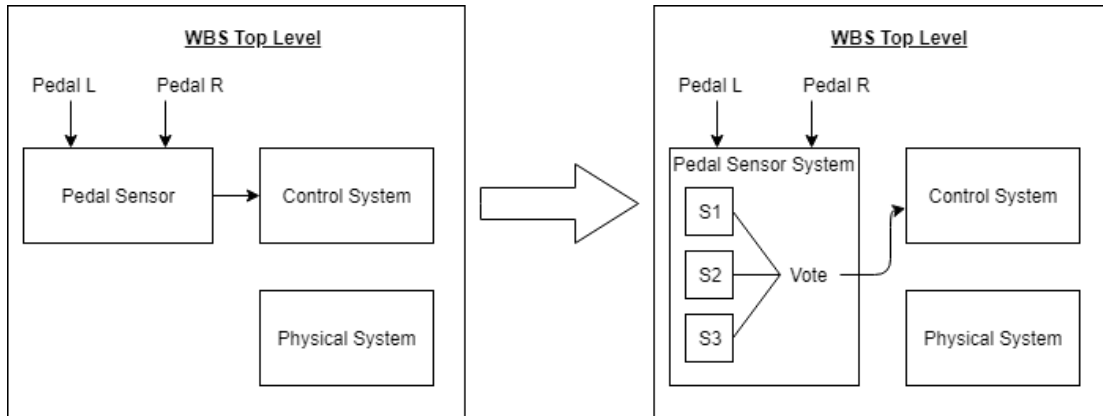 WBS Top Level
Pedal L
Pedal R
Pedal Sensor
Control System
Physical System
WBS Top Level
Pedal L
Pedal R
Pedal Sensor System
S1
S2
S3
Vote
Control System
Physical System